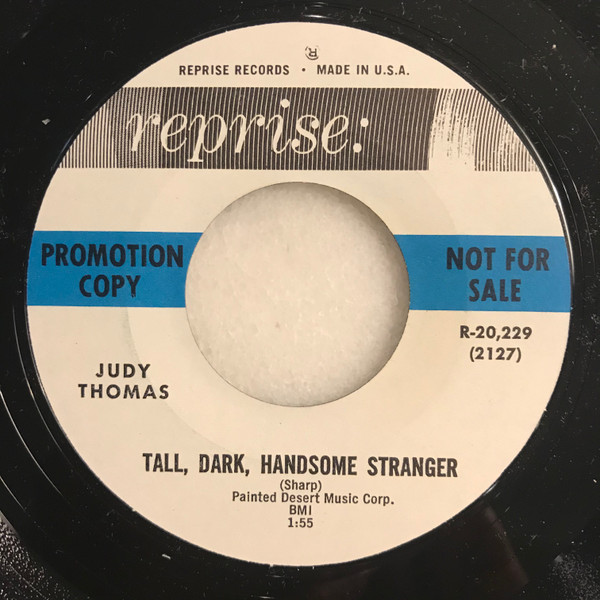 R
REPRISE RECORDS • MADE IN U.S.A.
reprise:
PROMOTION
COPY
NOT FOR
SALE
R-20,229
(2127)
JUDY
THOMAS
TALL, DARK, HANDSOME STRANGER
(Sharp)
Painted Desert Music Corp.
BMI
1:55